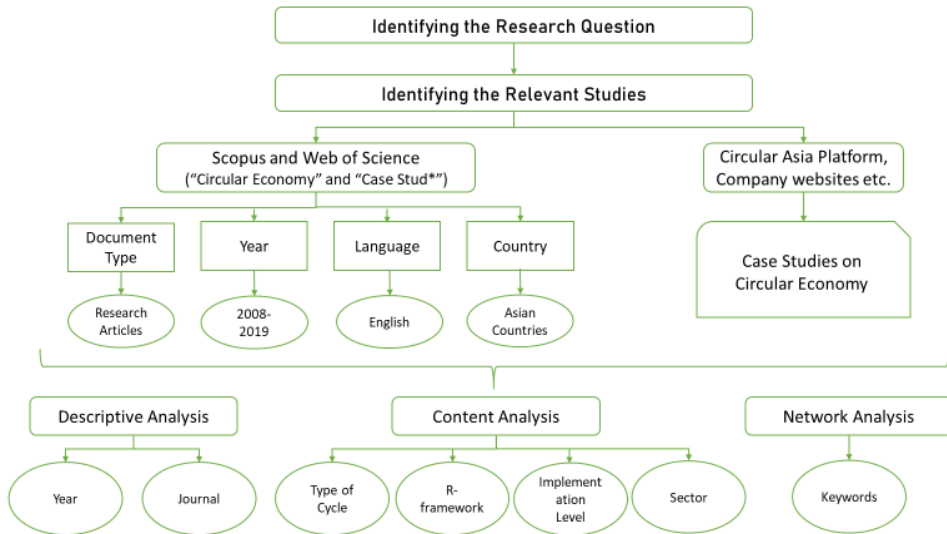 Identifying the Research Question
Identifying the Relevant Studies
Scopus and Web of Science
(“Circular Economy” and “Case Stud*”)
Circular Asia Platform,
Company websites etc.
Document
Type
Year
Language
Country
Case Studies on
Circular Economy
Research
Articles
2008-
2019
English
Asian
Countries
Descriptive Analysis
Content Analysis
Network Analysis
Year
Journal
Type of
Cycle
R-
framework
Implement
ation
Level
Sector
Keywords